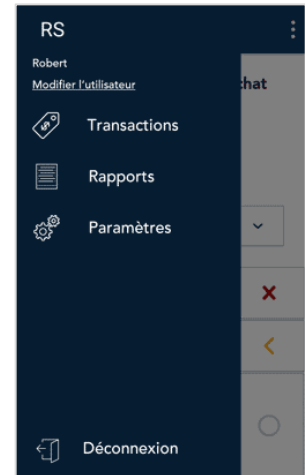 RS
Robert
Modifier l'utilisateur
chat
Transactions
Rapports
Paramètres
Déconnexion